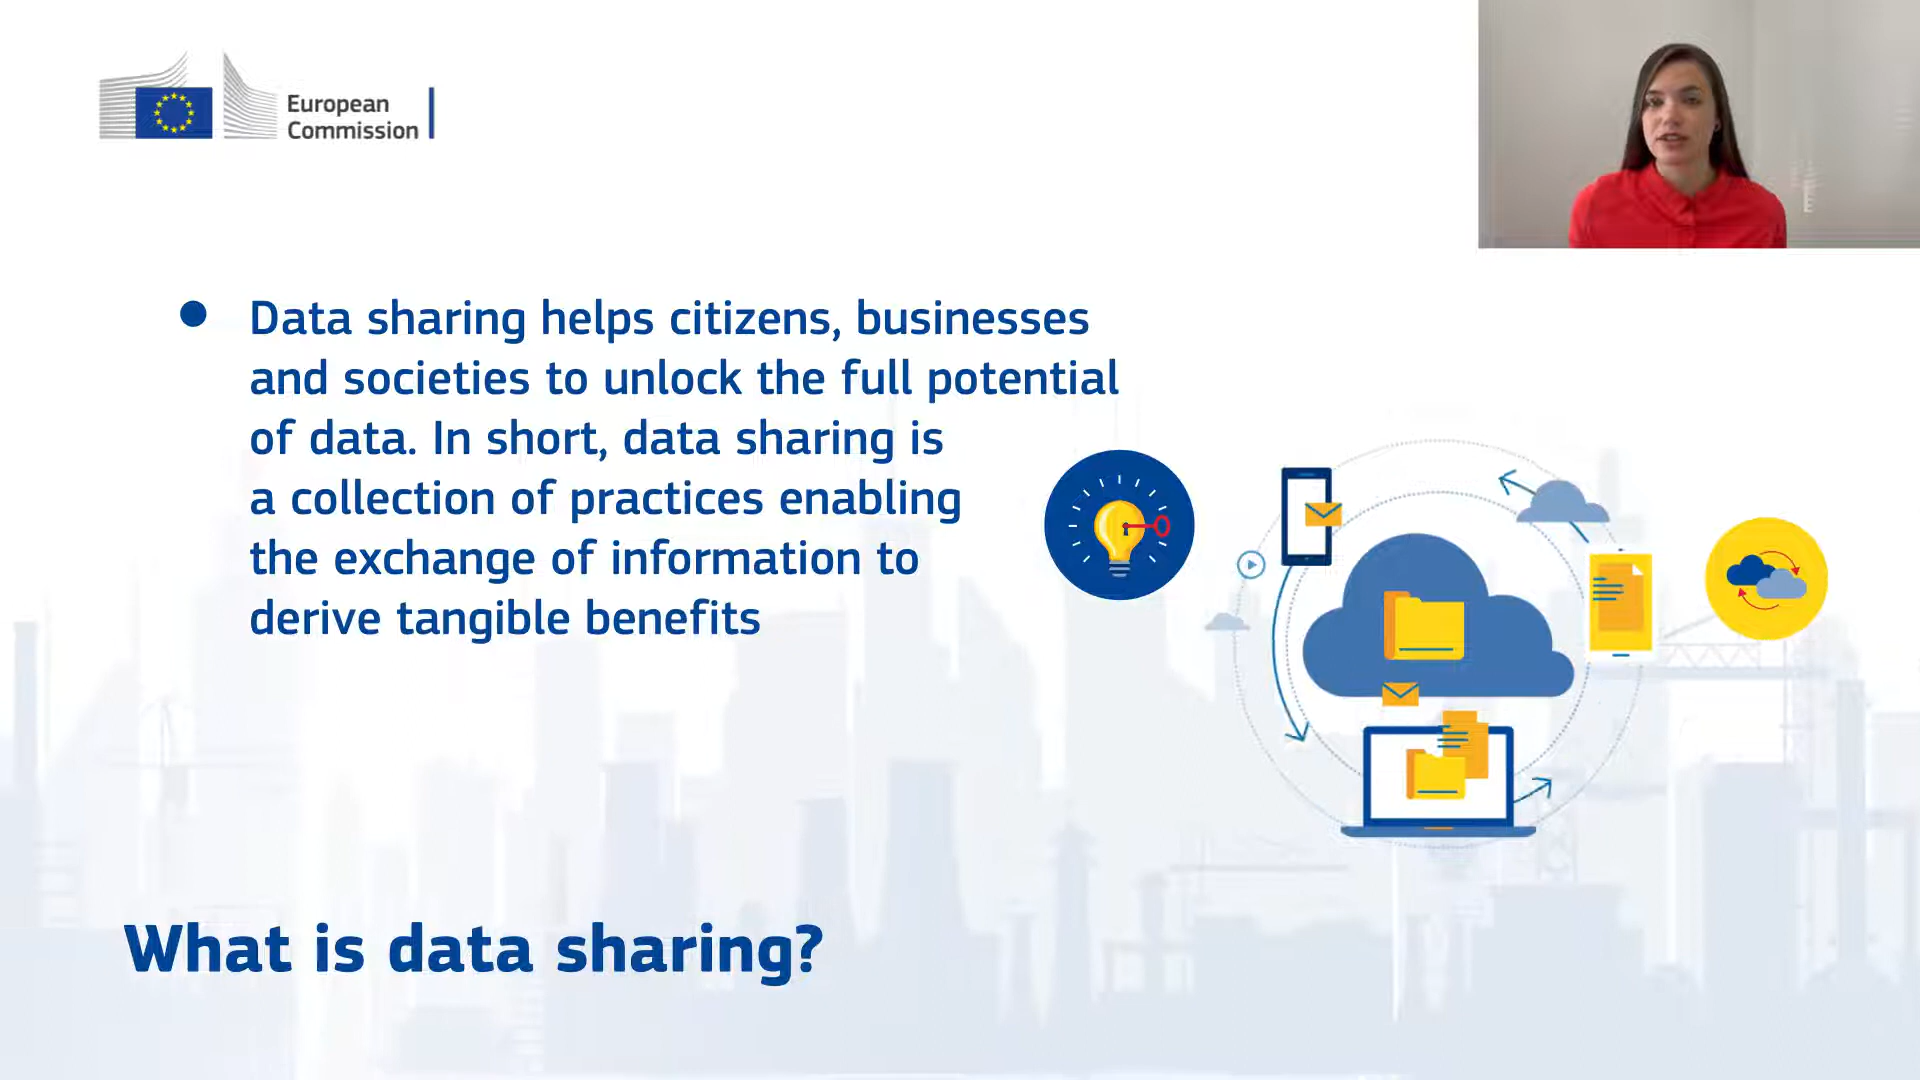 European
Commission
● Data sharing helps citizens, businesses
and societies to unlock the full potential
of data. In short, data sharing is
a collection of practices enabling
the exchange of information to
derive tangible benefits
What is data sharing?